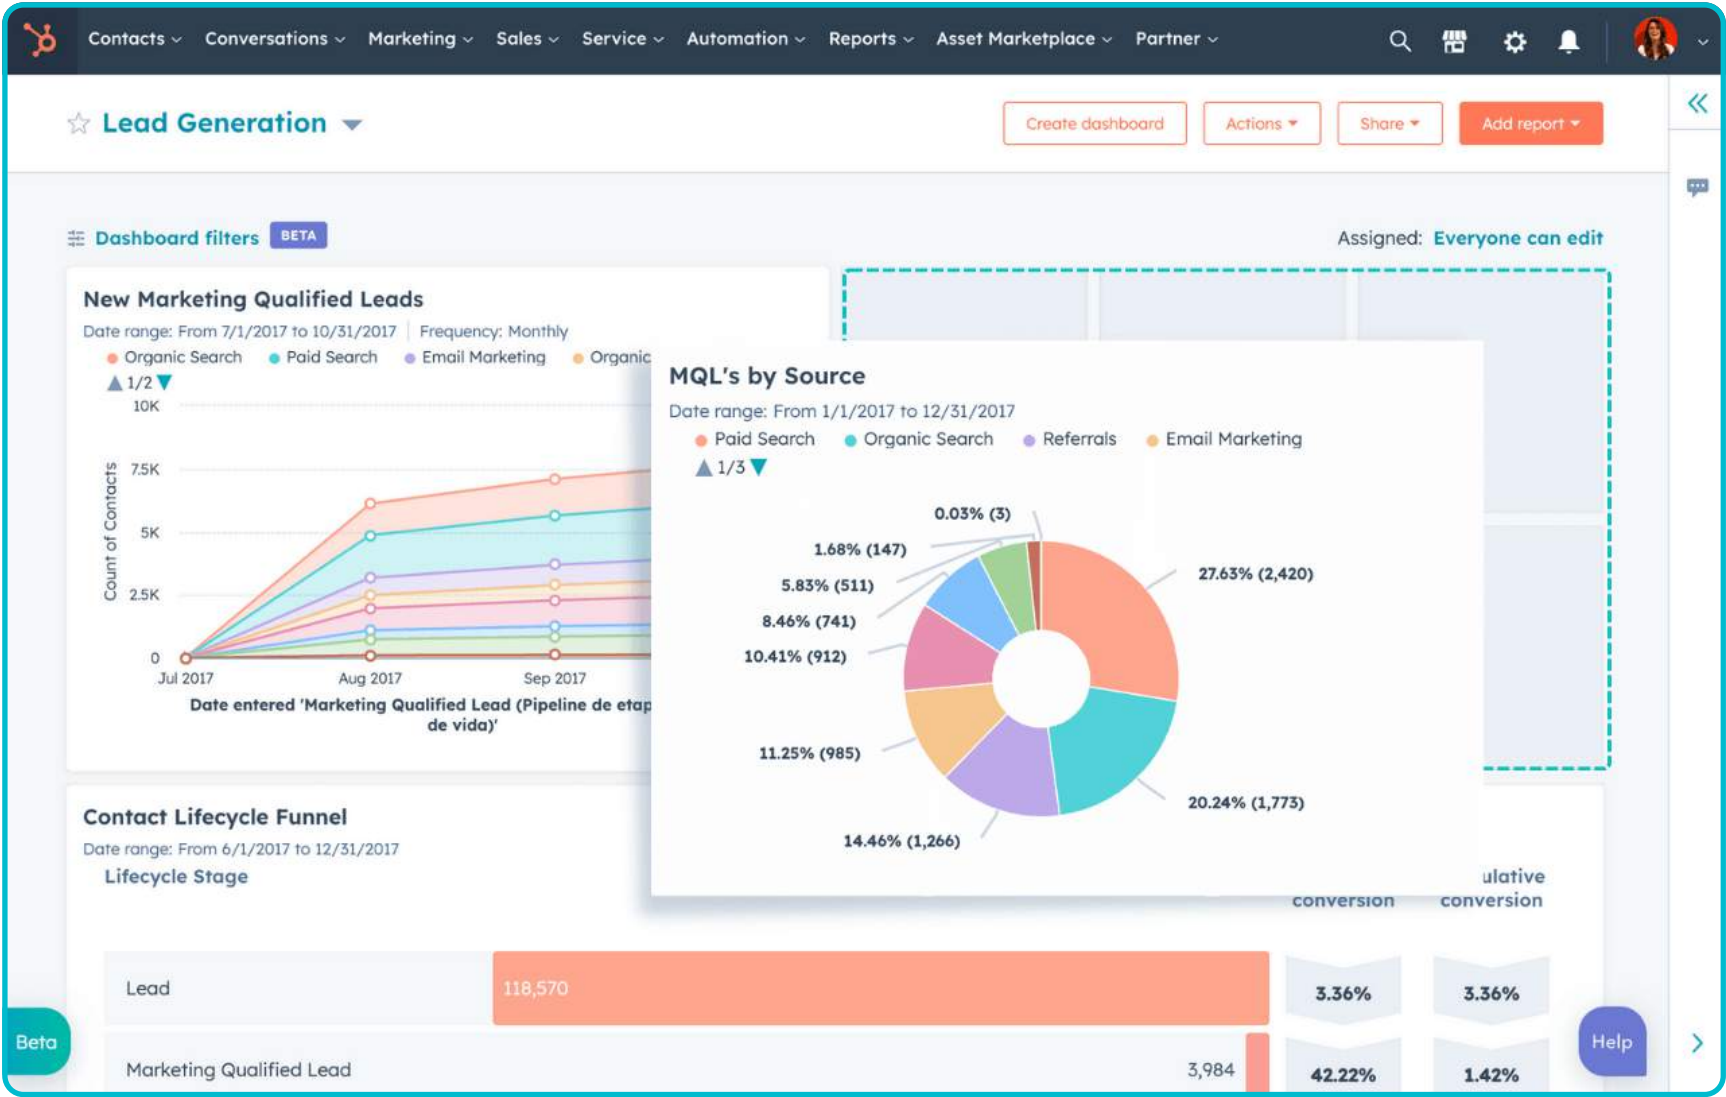 Contacts Conversations Marketing Sales Service Automation Reports Asset Marketplace Partner
Lead Generation
Create dashboard Actions Share Add report
Dashboard filters BETA
Assigned: Everyone can edit
New Marketing Qualified Leads
Date range: From 7/1/2017 to 10/31/2017 Frequency: Monthly
Organic Search Paid Search Email Marketing Organic
1/2
10K
7.5K
5K
2.5K
0
Count of Contacts
Jul 2017 Aug 2017 Sep 2017
Date entered 'Marketing Qualified Lead (Pipeline de etap
de vida)'
MQL's by Source
Date range: From 1/1/2017 to 12/31/2017
Paid Search Organic Search Referrals Email Marketing
1/3
0.03% (3)
1.68% (147)
5.83% (511)
8.46% (741)
10.41% (912)
11.25% (985)
14.46% (1,266)
27.63% (2,420)
20.24% (1,773)
Contact Lifecycle Funnel
Date range: From 6/1/2017 to 12/31/2017
Lifecycle Stage
conversion
ulative
conversion
Lead 118,570 3.36% 3.36%
Marketing Qualified Lead 3,984 42.22% 1.42%
Beta
Help